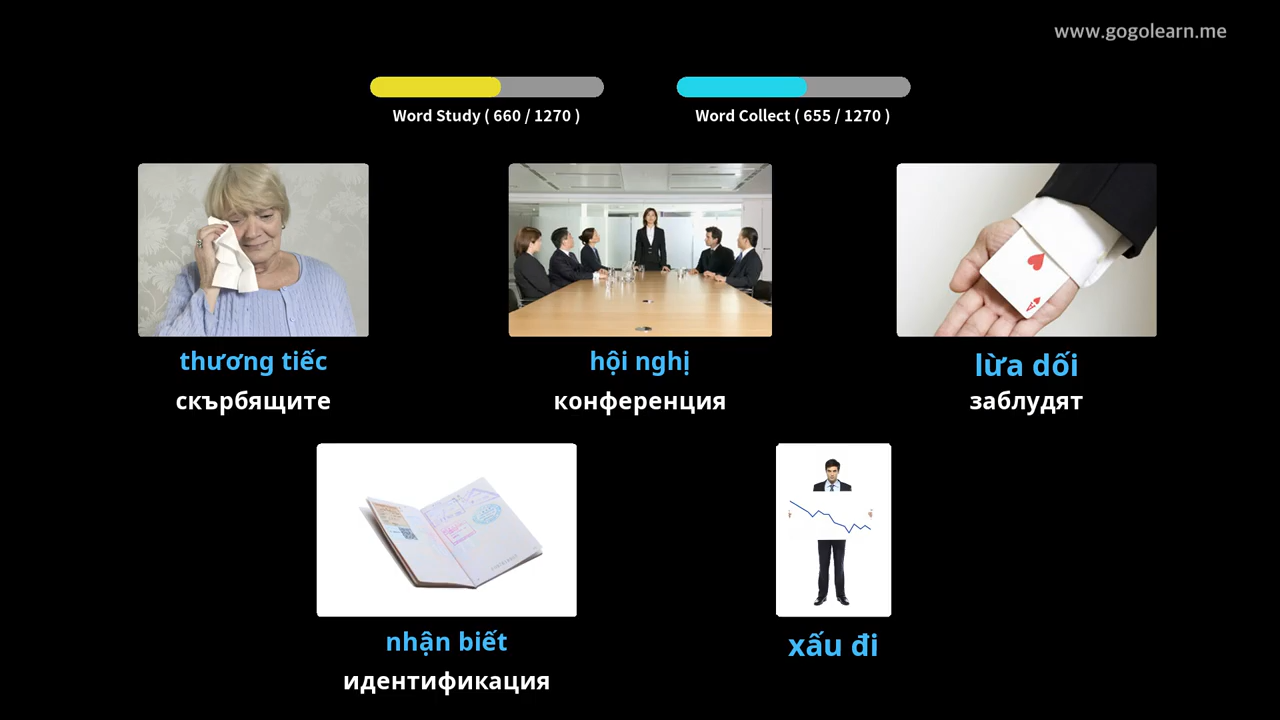 www.gogolearn.me
Word Study ( 660 / 1270 )
Word Collect ( 655 / 1270 )
thương tiếc
скърбящите
hội nghị
конференция
lừa dối
заблудят
nhận biết
идентификация
xấu đi